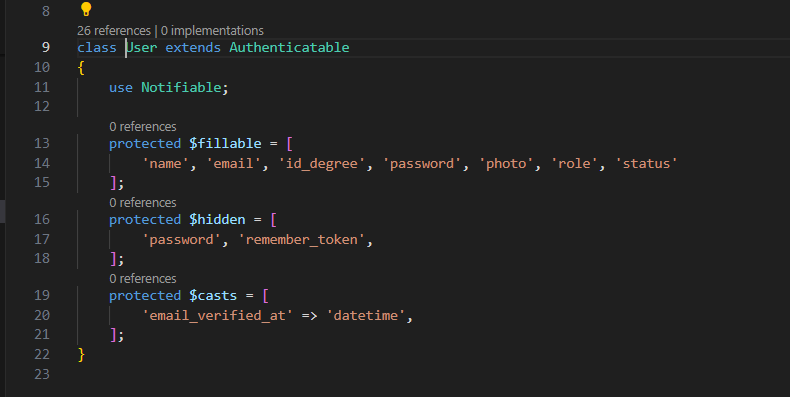 8
26 references | 0 implementations
9 class User extends Authenticatable
10 {
11 use Notifiable;
12
0 references
13 protected $fillable = [
14 'name', 'email', 'id_degree', 'password', 'photo', 'role', 'status'
15 ];
0 references
16 protected $hidden = [
17 'password', 'remember_token',
18 ];
0 references
19 protected $casts = [
20 'email_verified_at' => 'datetime',
21 ];
22 }
23